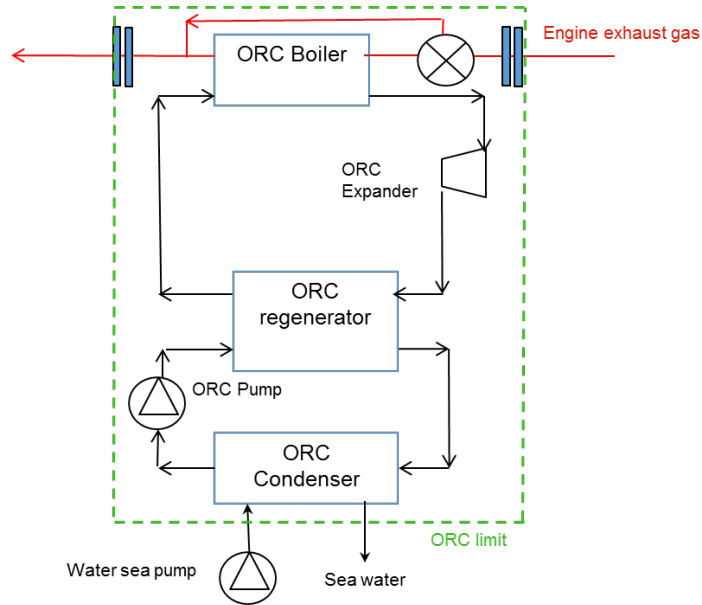 Engine exhaust gas
ORC Boiler
ORC
Expander
ORC
regenerator
ORC Pump
ORC
Condenser
ORC limit
Water sea pump
Sea water